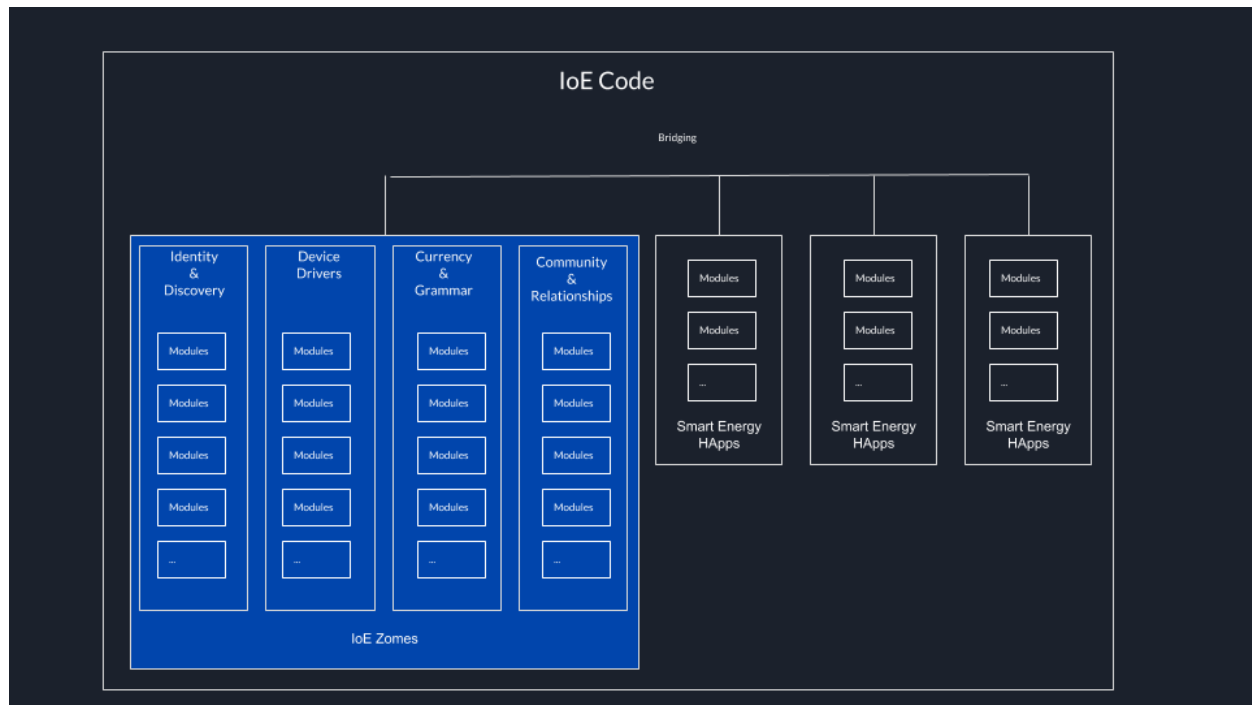 IoE Code
Bridging
Identity
&
Discovery
Modules
Modules
Modules
Modules
...
Device
Drivers
Modules
Modules
Modules
Modules
...
Currency
&
Grammar
Modules
Modules
Modules
Modules
...
Community
&
Relationships
Modules
Modules
Modules
Modules
...
IoE Zomes
Modules
Modules
...
Smart Energy
HApps
Modules
Modules
...
Smart Energy
HApps
Modules
Modules
...
Smart Energy
HApps